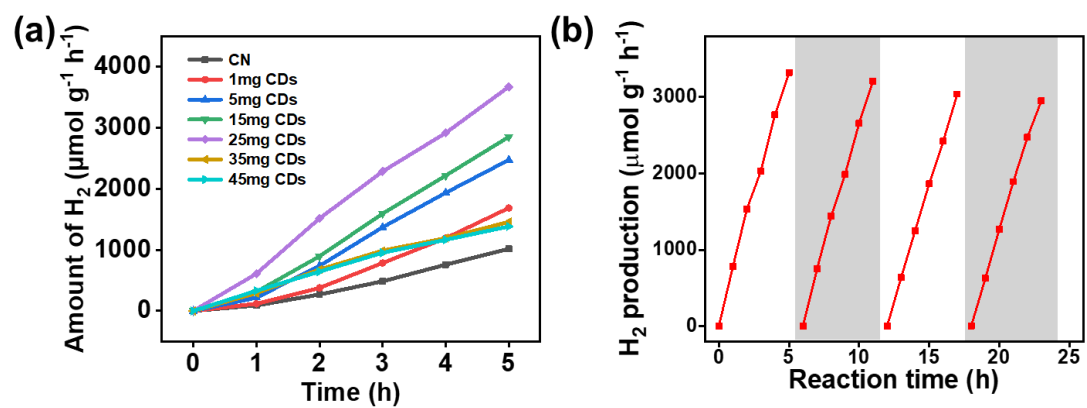 (a)
Amount of H₂ (μmol g⁻¹ h⁻¹)
4000
3000
2000
1000
0
CN
1mg CDs
5mg CDs
15mg CDs
25mg CDs
35mg CDs
45mg CDs
0 1 2 3 4 5
Time (h)
(b)
H₂ production (μmol g⁻¹ h⁻¹)
3000
2000
1000
0
0 5 10 15 20 25
Reaction time (h)